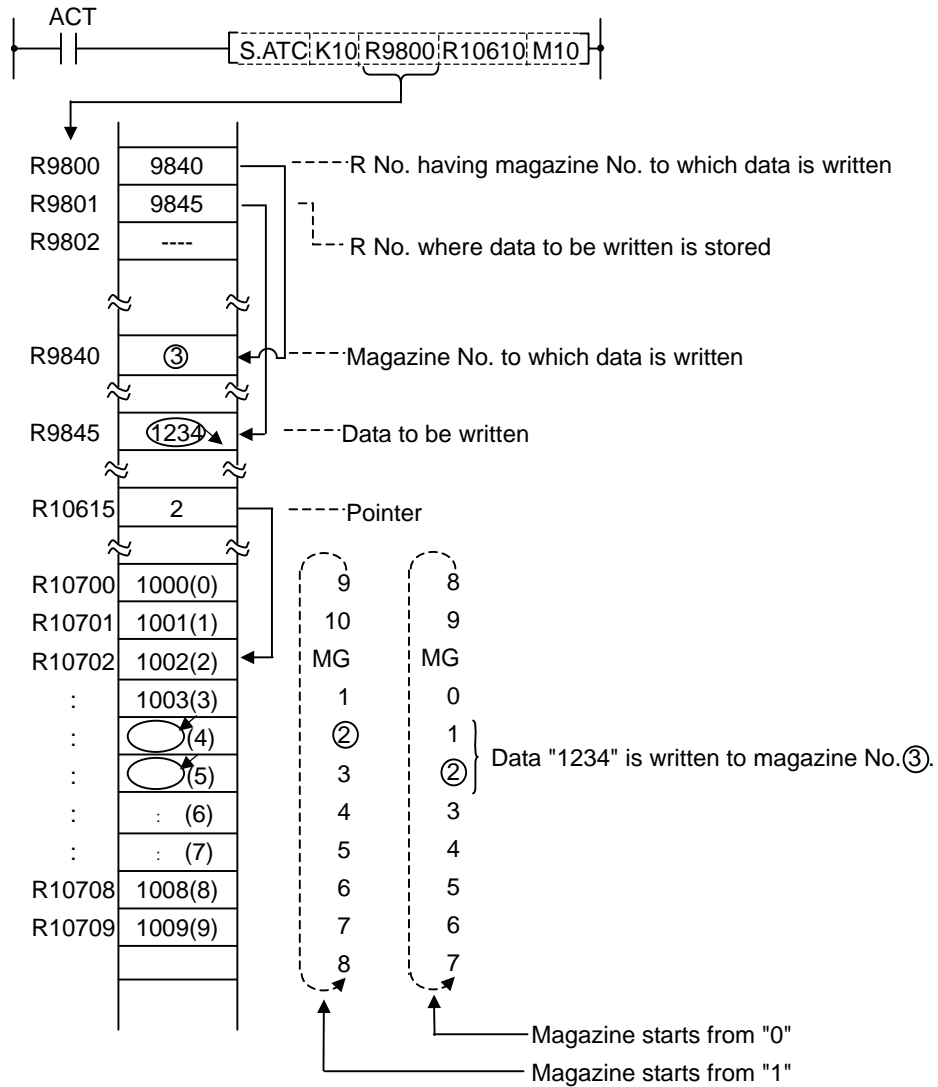 ACT
S.ATC K10 R9800 R10610 M10
R9800 9840 R No. having magazine No. to which data is written
R9801 9845
R9802 ---- R No. where data to be written is stored
R9840 ③ Magazine No. to which data is written
R9845 1234 Data to be written
R10615 2 Pointer
R10700 1000(0) 9 8
R10701 1001(1) 10 9
R10702 1002(2) MG MG
: 1003(3) 1 0
: (4) ② 1
Data "1234" is written to magazine No.③.
: (5) 3 ②
: : (6) 4 3
: : (7) 5 4
R10708 1008(8) 6 5
R10709 1009(9) 7 6
8 7
Magazine starts from "0"
Magazine starts from "1"